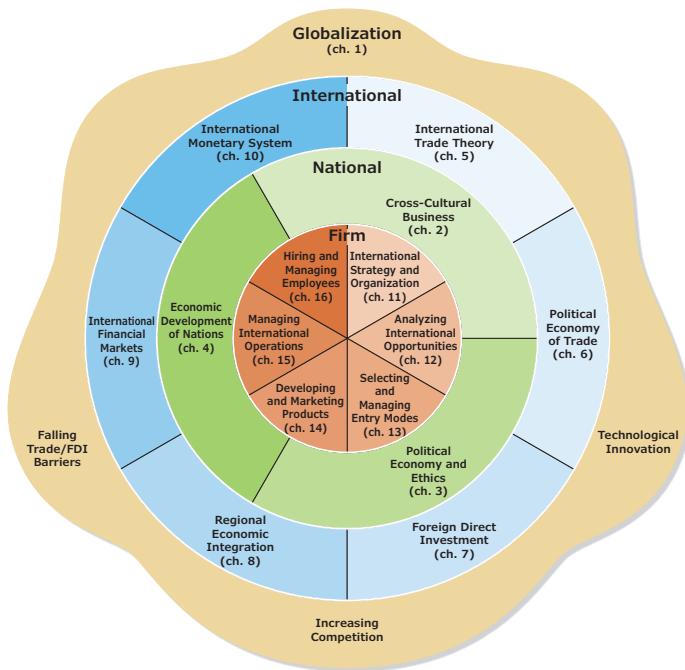 Globalization
(ch. 1)
International
International
Monetary System
(ch. 10)
International
Trade Theory
(ch. 5)
National
Cross-Cultural
Business
(ch. 2)
Firm
Hiring and
Managing
Employees
(ch. 16)
International
Strategy and
Organization
(ch. 11)
Economic
Development
of Nations
(ch. 4)
Managing
International
Operations
(ch. 15)
Analyzing
International
Opportunities
(ch. 12)
International
Financial
Markets
(ch. 9)
Political
Economy
of Trade
(ch. 6)
Developing
and Marketing
Products
(ch. 14)
Selecting
and
Managing
Entry Modes
(ch. 13)
Political
Economy and
Ethics
(ch. 3)
Falling
Trade/FDI
Barriers
Technological
Innovation
Regional
Economic
Integration
(ch. 8)
Foreign Direct
Investment
(ch. 7)
Increasing
Competition